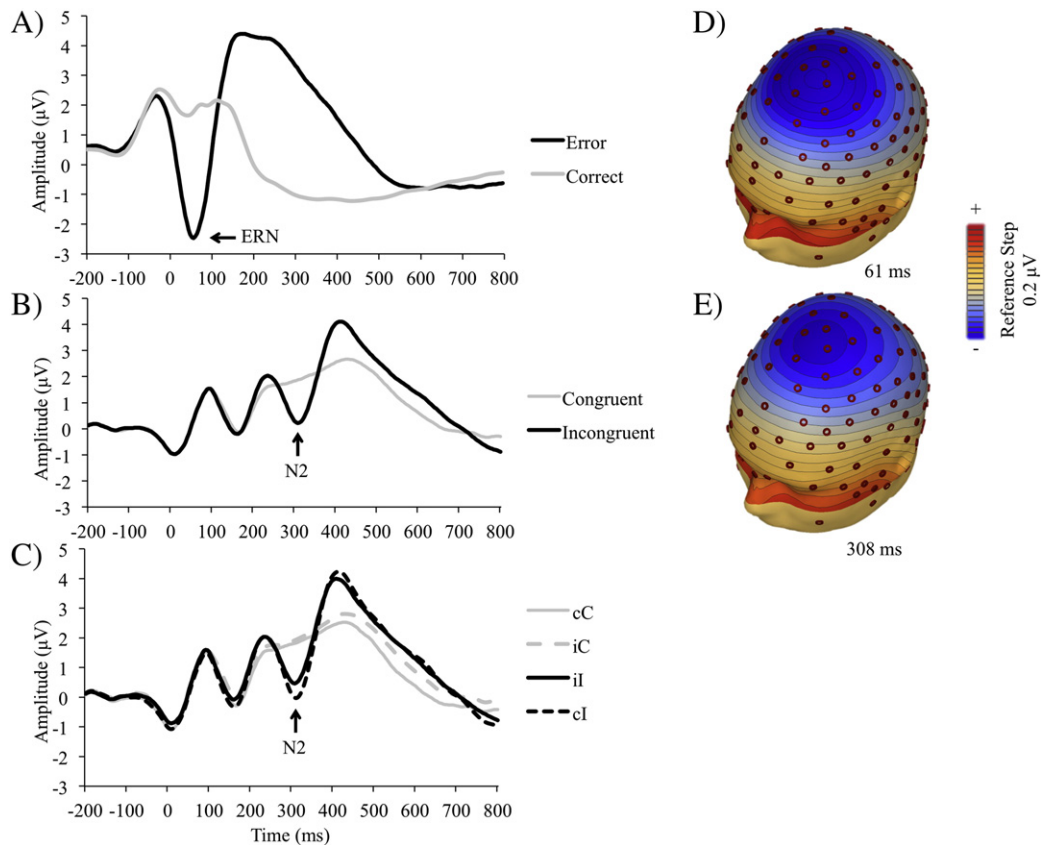 A)
5
4
3
2
1
0
-1
-2
-3
Amplitude (µV)
ERN
Error
Correct
-200 -100 0 100 200 300 400 500 600 700 800
B)
5
4
3
2
1
0
-1
-2
-3
Amplitude (µV)
N2
Congruent
Incongruent
-200 -100 0 100 200 300 400 500 600 700 800
C)
5
4
3
2
1
0
-1
-2
-3
Amplitude (µV)
N2
cC
iC
iI
cI
-200 -100 0 100 200 300 400 500 600 700 800
Time (ms)
D)
61 ms
E)
308 ms
+
-
Reference Step
0.2 µV